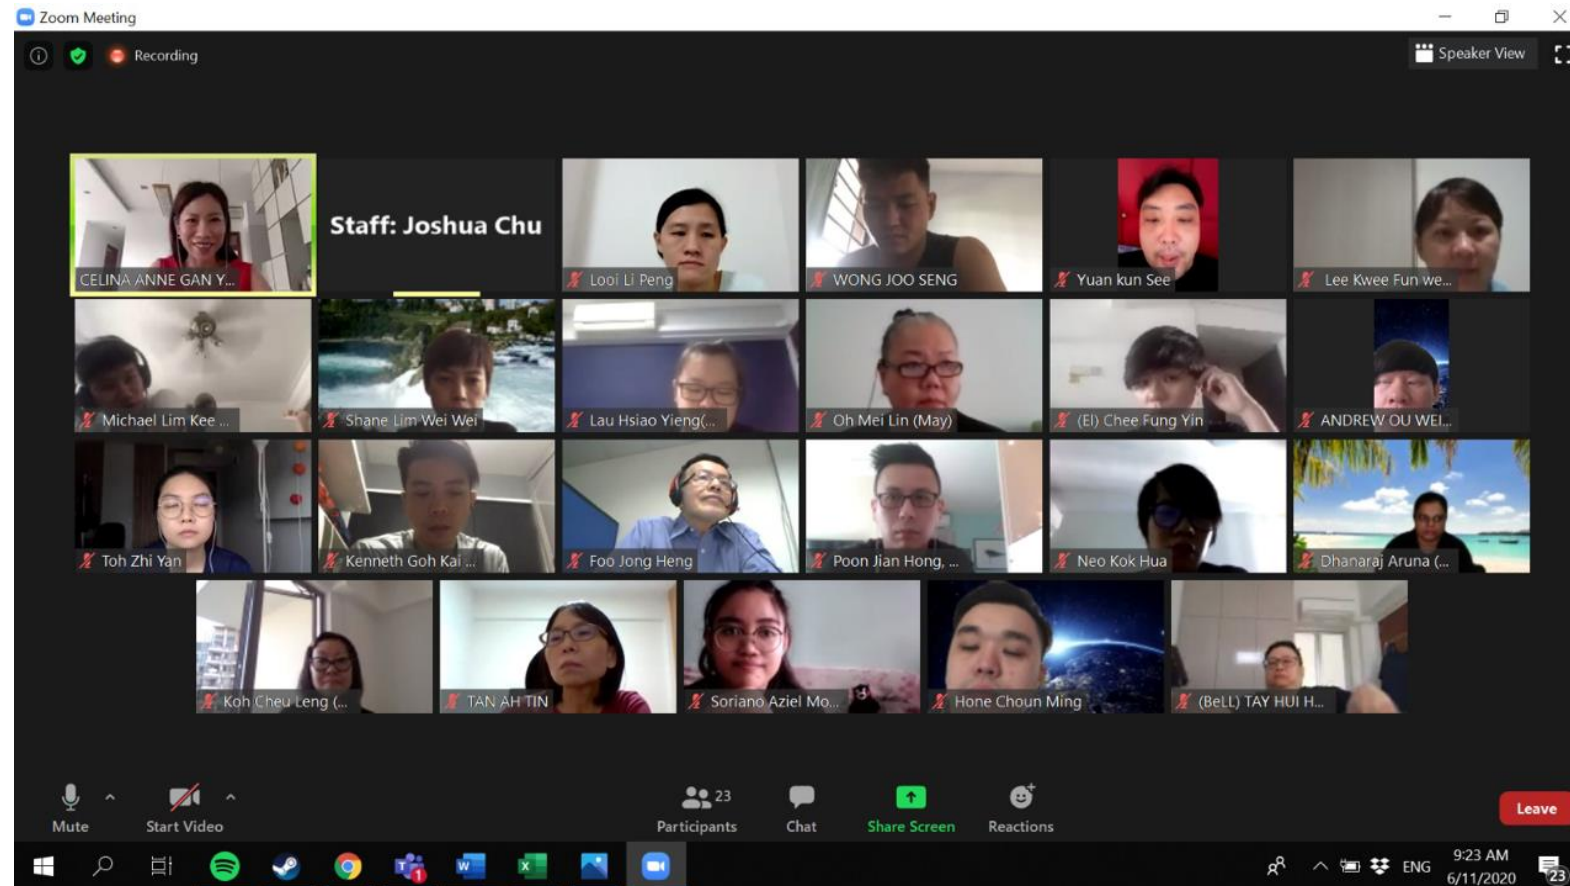 Zoom Meeting
Recording
Speaker View
CELINA ANNE GAN Y...
Staff: Joshua Chu
Looi Li Peng
WONG JOO SENG
Yuan kun See
Lee Kwee Fun we...
Michael Lim Kee ...
Shane Lim Wei Wei
Lau Hsiao Yieng(...
Oh Mei Lin (May)
(El) Chee Fung Yin
ANDREW OU WEI...
Toh Zhi Yan
Kenneth Goh Kai ...
Foo Jong Heng
Poon Jian Hong, ...
Neo Kok Hua
Dhanaraj Aruna (...
Koh Cheu Leng (...
TAN AH TIN
Soriano Aziel Mo...
Hone Choun Ming
(BeLL) TAY HUI H...
23
Mute
Start Video
Participants
Chat
Share Screen
Reactions
Leave
W
1
X
ENG
9:23 AM
6/11/2020
23